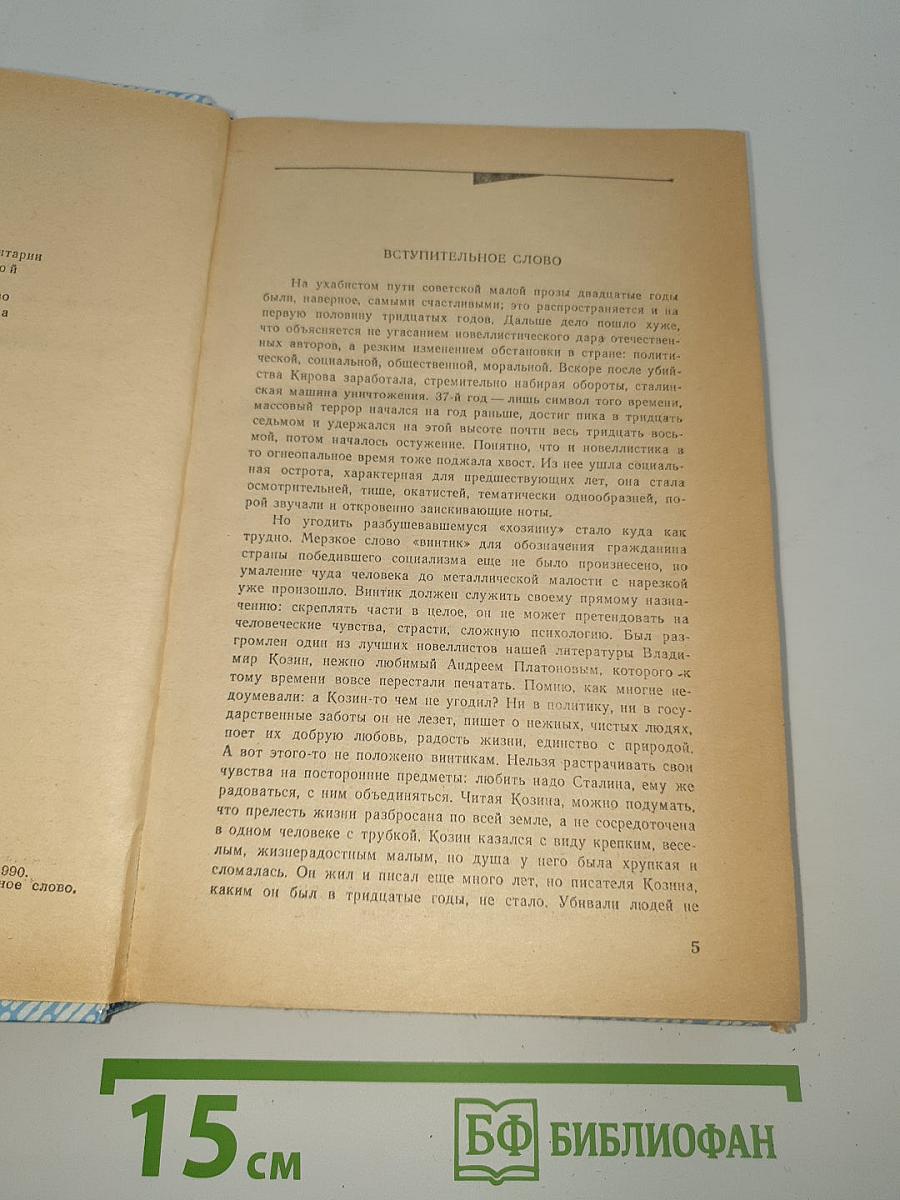 нтарии
ой
но
а
990.
ное слово.
ВСТУПИТЕЛЬНОЕ СЛОВО
На ухабистом пути советской малой прозы двадцатые годы
были, наверное, самыми счастливыми; это распространяется и на
первую половину тридцатых годов. Дальше дело пошло хуже,
что объясняется не угасанием новеллистического дара отечествен-
ных авторов, а резким изменением обстановки в стране: полити-
ческой, социальной, общественной, моральной. Вскоре после убий-
ства Кирова заработала, стремительно набирая обороты, сталин-
ская машина уничтожения. 37-й год — лишь символ того времени,
массовый террор начался на год раньше, достиг пика в тридцать
седьмом и удержался на этой высоте почти весь тридцать вось-
мой, потом началось остужение. Понятно, что и новеллистика в
то огнеопальное время тоже поджала хвост. Из нее ушла социаль-
ная острота, характерная для предшествующих лет, она стала
осмотрительней, тише, окатистей, тематически однообразней, по-
рой звучали и откровенно заискивающие ноты.
Но угодить разбушевавшемуся «хозяину» стало куда как
трудно. Мерзкое слово «винтик» для обозначения гражданина
страны победившего социализма еще не было произнесено, но
умаление чуда человека до металлической малости с нарезкой
уже произошло. Винтик должен служить своему прямому назна-
чению: скреплять части в целое, он не может претендовать на
человеческие чувства, страсти, сложную психологию. Был раз-
громлен один из лучших новеллистов нашей литературы Влади-
мир Козин, нежно любимый Андреем Платоновым, которого к
тому времени вовсе перестали печатать. Помню, как многие не-
доумевали: а Козин-то чем не угодил? Ни в политику, ни в госу-
дарственные заботы он не лезет, пишет о нежных, чистых людях,
поет их добрую любовь, радость жизни, единство с природой.
А вот этого-то не положено винтикам. Нельзя растрачивать свои
чувства на посторонние предметы: любить надо Сталина, ему же
радоваться, с ним объединяться. Читая Козина, можно подумать,
что прелесть жизни разбросана по всей земле, а не сосредоточена
в одном человеке с трубкой. Козин казался с виду крепким, весе-
лым, жизнерадостным малым, но душа у него была хрупкая и
сломалась. Он жил и писал еще много лет, но писателя Козина,
каким он был в тридцатые годы, не стало. Убивали людей не
5
15 см
БФ БИБЛИОФАН